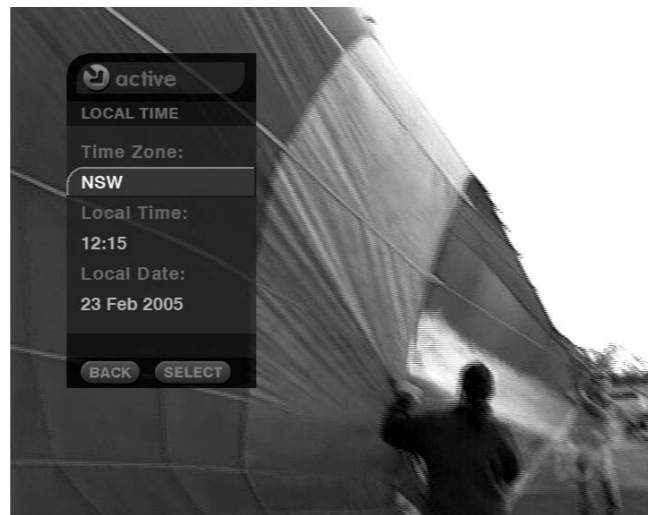 active
LOCAL TIME
Time Zone:
NSW
Local Time:
12:15
Local Date:
23 Feb 2005
BACK SELECT